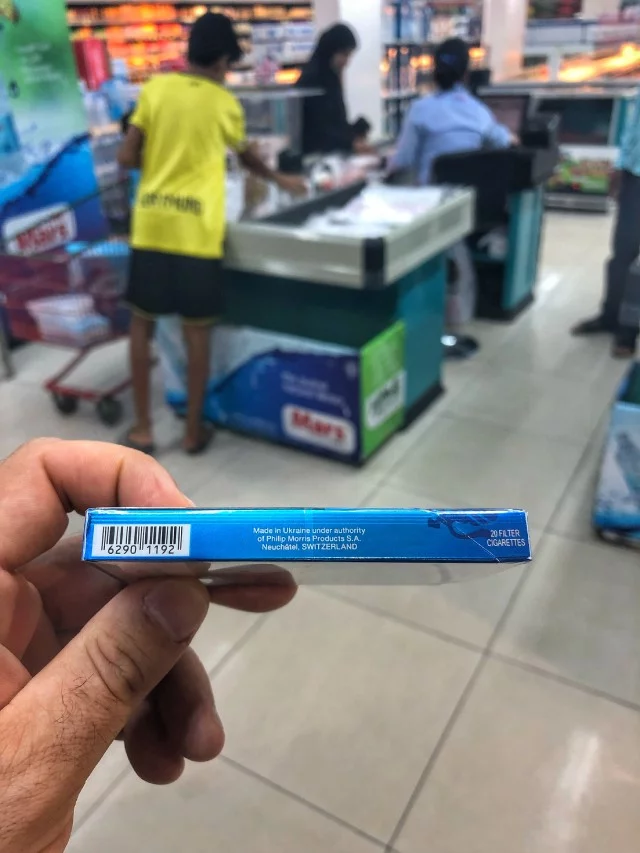 Mars
Mars
6290 1192
Made in Ukraine under authority
of Philip Morris Products S.A.
Neuchâtel, SWITZERLAND
20 FILTER
CIGARETTES